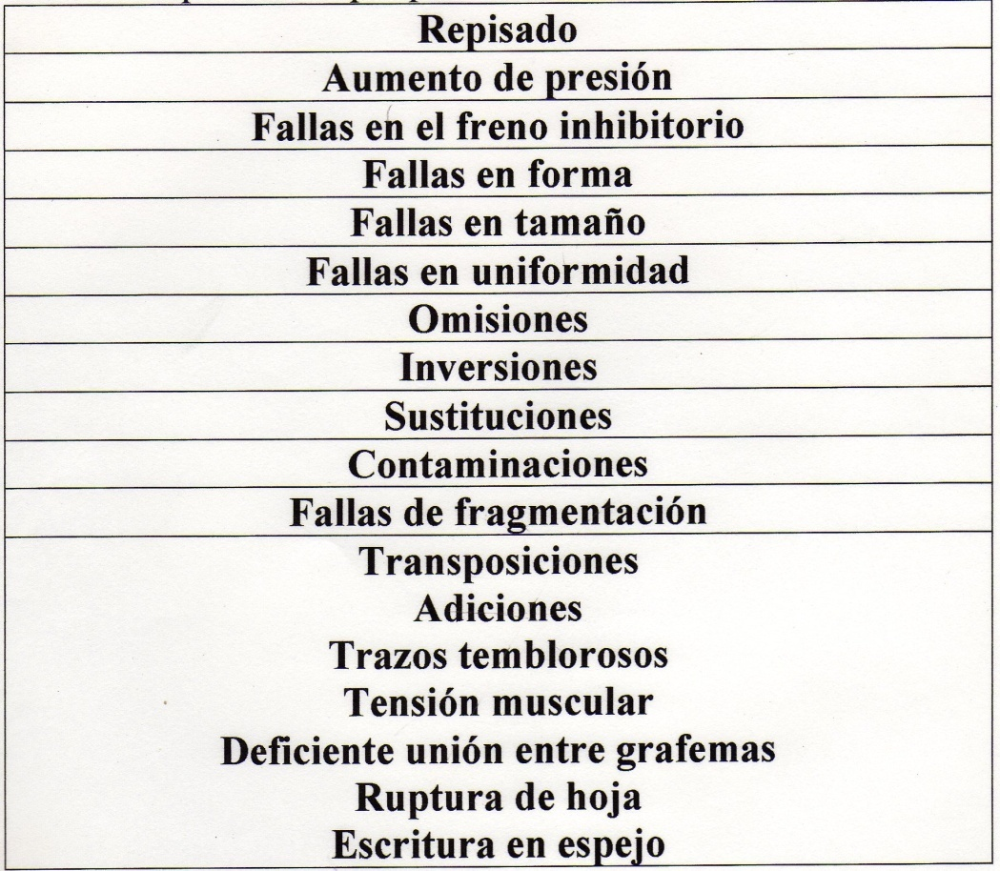 Repisado
Aumento de presión
Fallas en el freno inhibitorio
Fallas en forma
Fallas en tamaño
Fallas en uniformidad
Omisiones
Inversiones
Sustituciones
Contaminaciones
Fallas de fragmentación
Transposiciones
Adiciones
Trazos temblorosos
Tensión muscular
Deficiente unión entre grafemas
Ruptura de hoja
Escritura en espejo